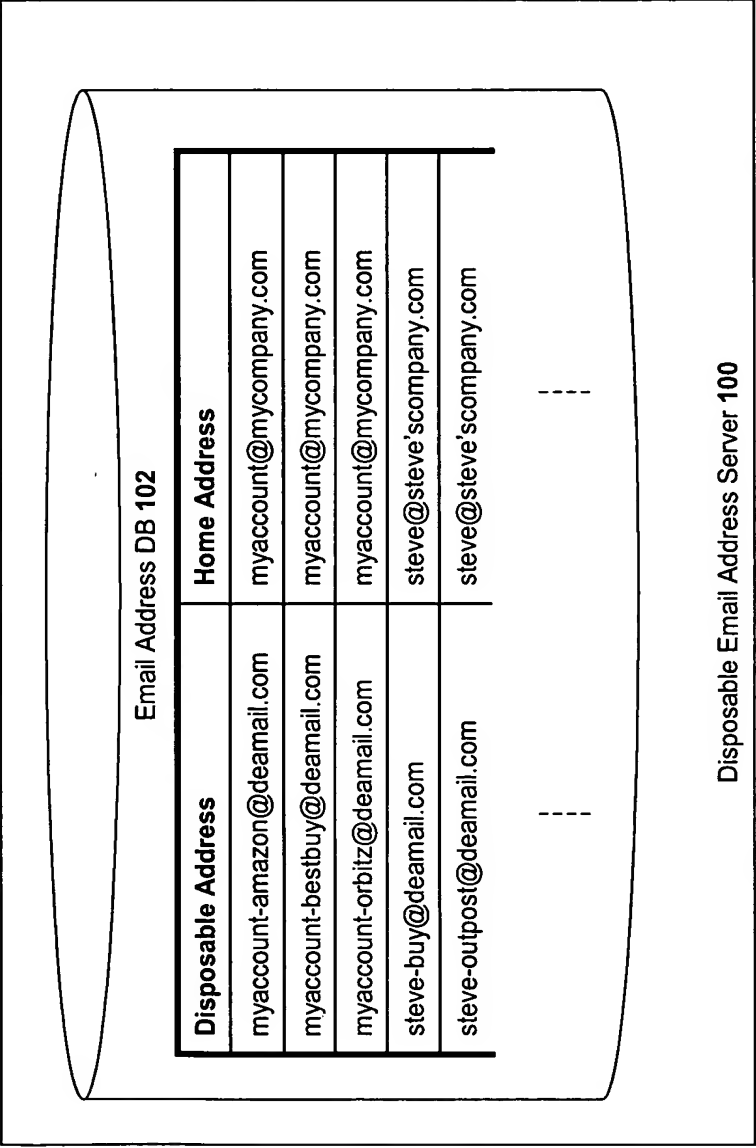 Email Address DB 102
Disposable Address Home Address
myaccount-amazon@deamail.com myaccount@mycompany.com
myaccount-bestbuy@deamail.com myaccount@mycompany.com
myaccount-orbitz@deamail.com myaccount@mycompany.com
steve-buy@deamail.com steve@steve'scompany.com
steve-outpost@deamail.com steve@steve'scompany.com
Disposable Email Address Server 100